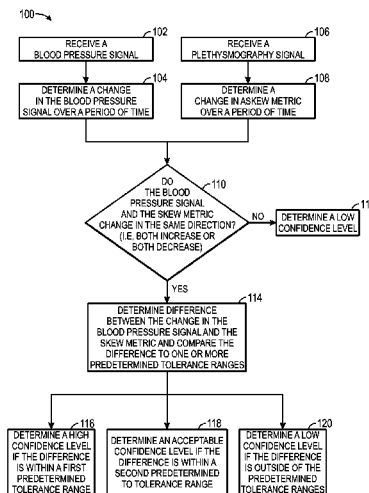 100
102
106
RECEIVE A
BLOOD PRESSURE SIGNAL
RECEIVE A
PLETHYSMOGRAPHY SIGNAL
104
108
DETERMINE A CHANGE
IN THE BLOOD PRESSURE
SIGNAL OVER A PERIOD OF TIME
DETERMINE A
CHANGE IN A SKEW METRIC
OVER A PERIOD OF TIME
110
DO
THE BLOOD
PRESSURE SIGNAL
AND THE SKEW METRIC
CHANGE IN THE SAME DIRECTION?
(I.E, BOTH INCREASE OR
BOTH DECREASE)
NO
11
DETERMINE A LOW
CONFIDENCE LEVEL
YES
114
DETERMINE DIFFERENCE
BETWEEN THE CHANGE IN THE
BLOOD PRESSURE SIGNAL AND THE
SKEW METRIC AND COMPARE THE
DIFFERENCE TO ONE OR MORE
PREDETERMINED TOLERANCE RANGES
116
118
120
DETERMINE A HIGH
CONFIDENCE LEVEL
IF THE DIFFERENCE
IS WITHIN A FIRST
PREDETERMINED
TOLERANCE RANGE
DETERMINE AN ACCEPTABLE
CONFIDENCE LEVEL IF THE
DIFFERENCE IS WITHIN A
SECOND PREDETERMINED
TO TOLERANCE RANGE
DETERMINE A LOW
CONFIDENCE LEVEL
IF THE DIFFERENCE
IS OUTSIDE OF THE
PREDETERMINED
TOLERANCE RANGES